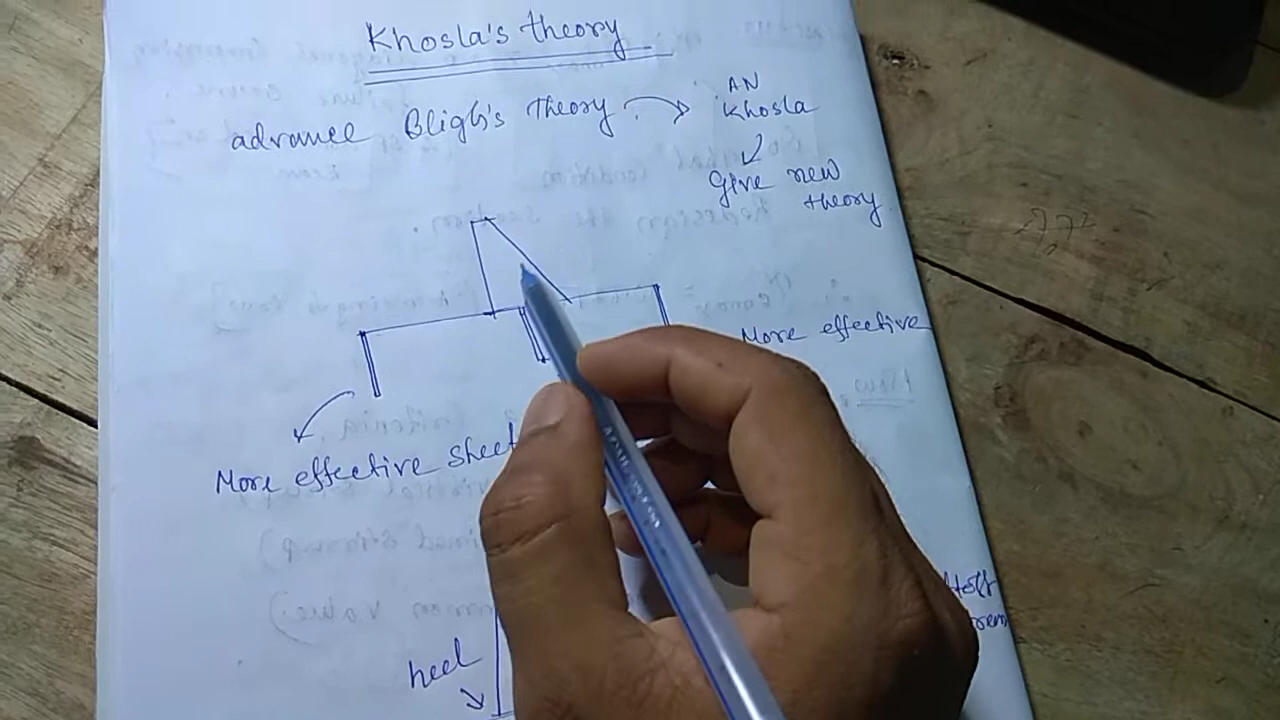 Khosla's theory
advance Bligh's Theory. → AN
Khosla
↓
Give new
theory.
More effective
More effective sheet
heel